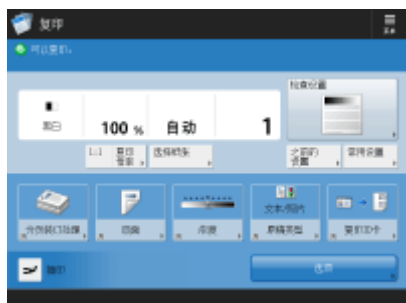 复印
可以复印。
检查设置
黑白
100 %
自动
1
1:1
复印倍率
选择纸张
之前的
设置
常用设置
文本/照片
分份装订处理
双面
浓度
原稿类型
复印ID卡
选项